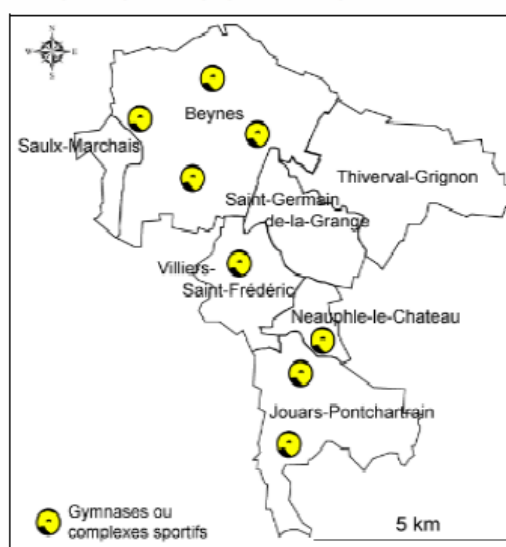 N
W E
S
Beynes
Saulx-Marchais
Thiverval-Grignon
Saint-Germain
de-la-Grange
Villiers-
Saint-Frédéric
Neauphle-le-Chateau
Jouars-Pontchartrain
Gymnases ou
complexes sportifs
5 km